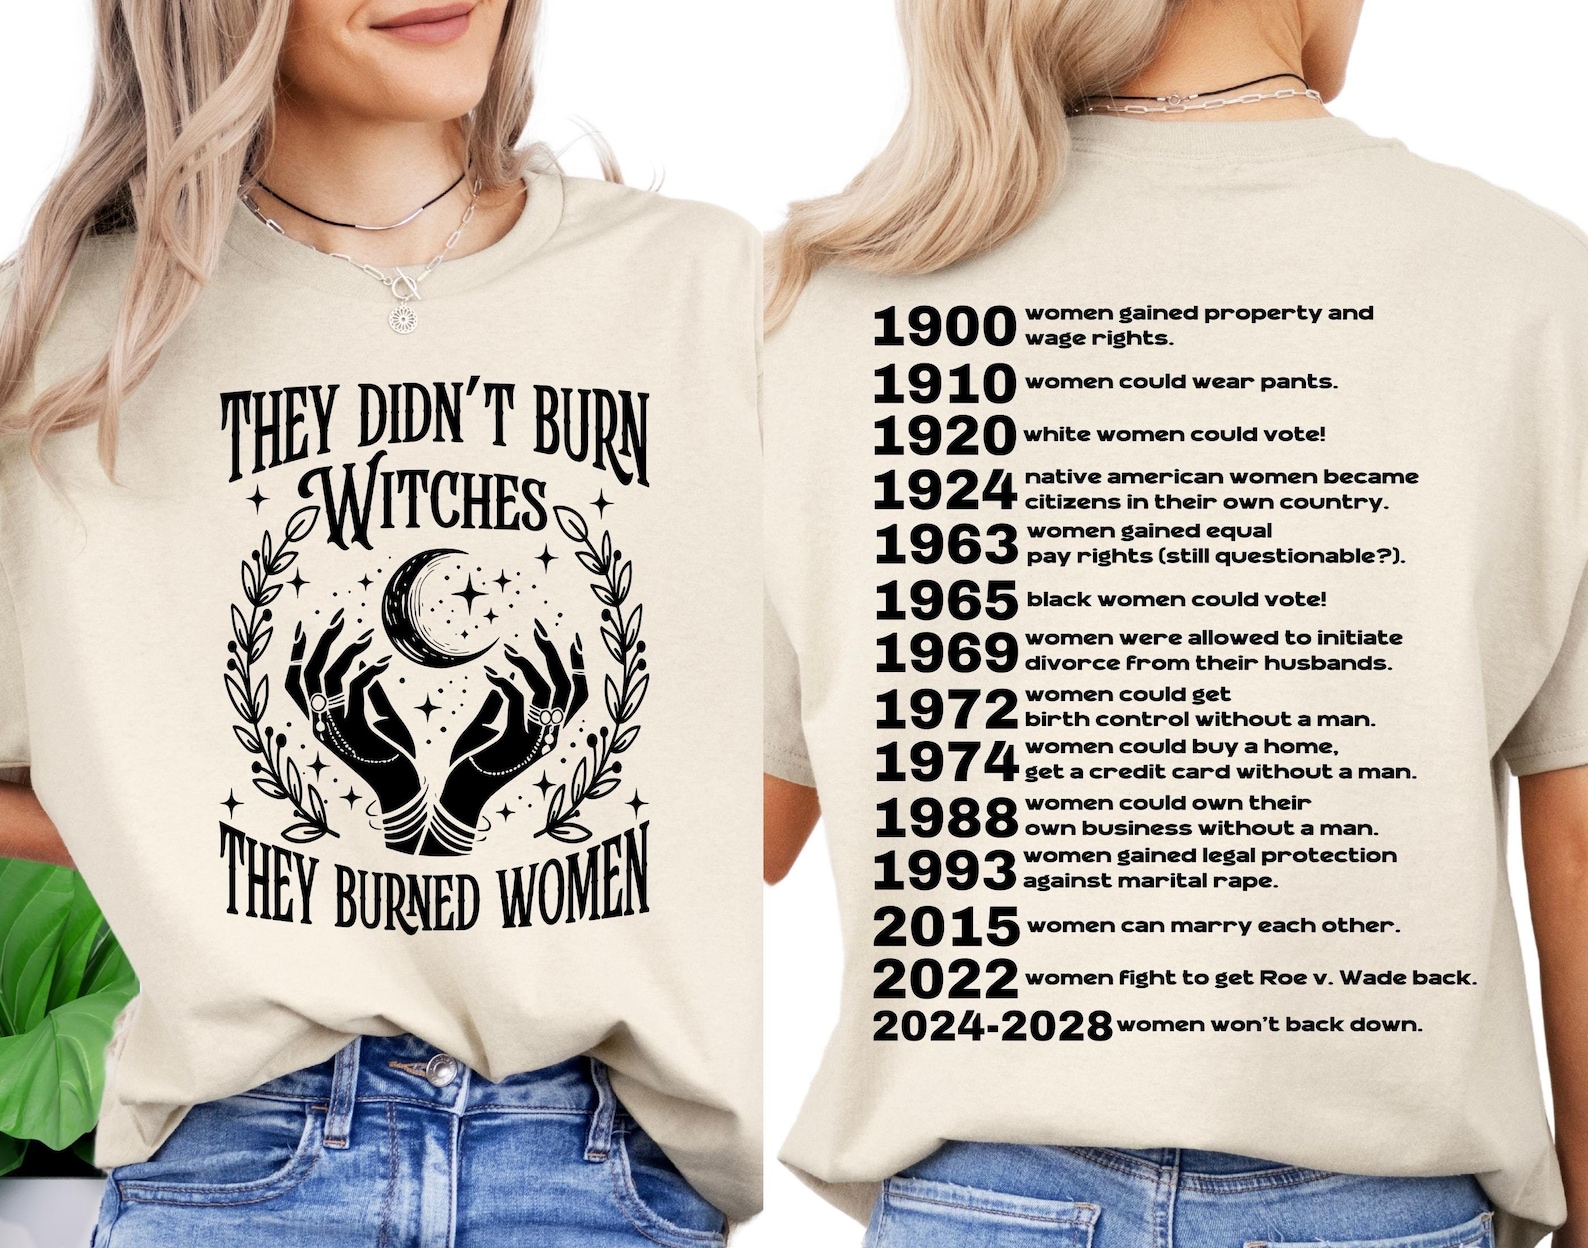 THEY DIDN'T BURN
WITCHES
THEY BURNED WOMEN
1900 women gained property and
wage rights.
1910 women could wear pants.
1920 white women could vote!
1924 native american women became
citizens in their own country.
1963 women gained equal
pay rights (still questionable?).
1965 black women could vote!
1969 women were allowed to initiate
divorce from their husbands.
1972 women could get
birth control without a man.
1974 women could buy a home,
get a credit card without a man.
1988 women could own their
own business without a man.
1993 women gained legal protection
against marital rape.
2015 women can marry each other.
2022 women fight to get Roe v. Wade back.
2024-2028 women won't back down.